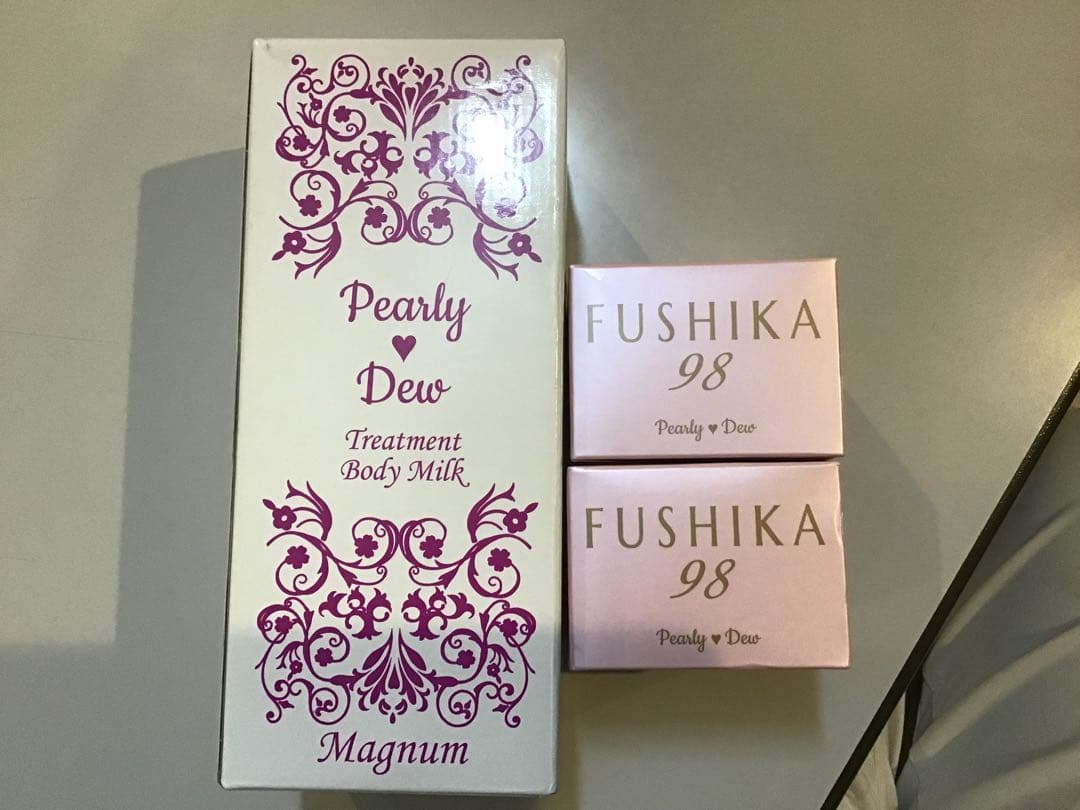 Pearly
♥
Dew
Treatment
Body Milk
Magnum
FUSHIKA
98
Pearly ♥ Dew
FUSHIKA
98
Pearly ♥ Dew